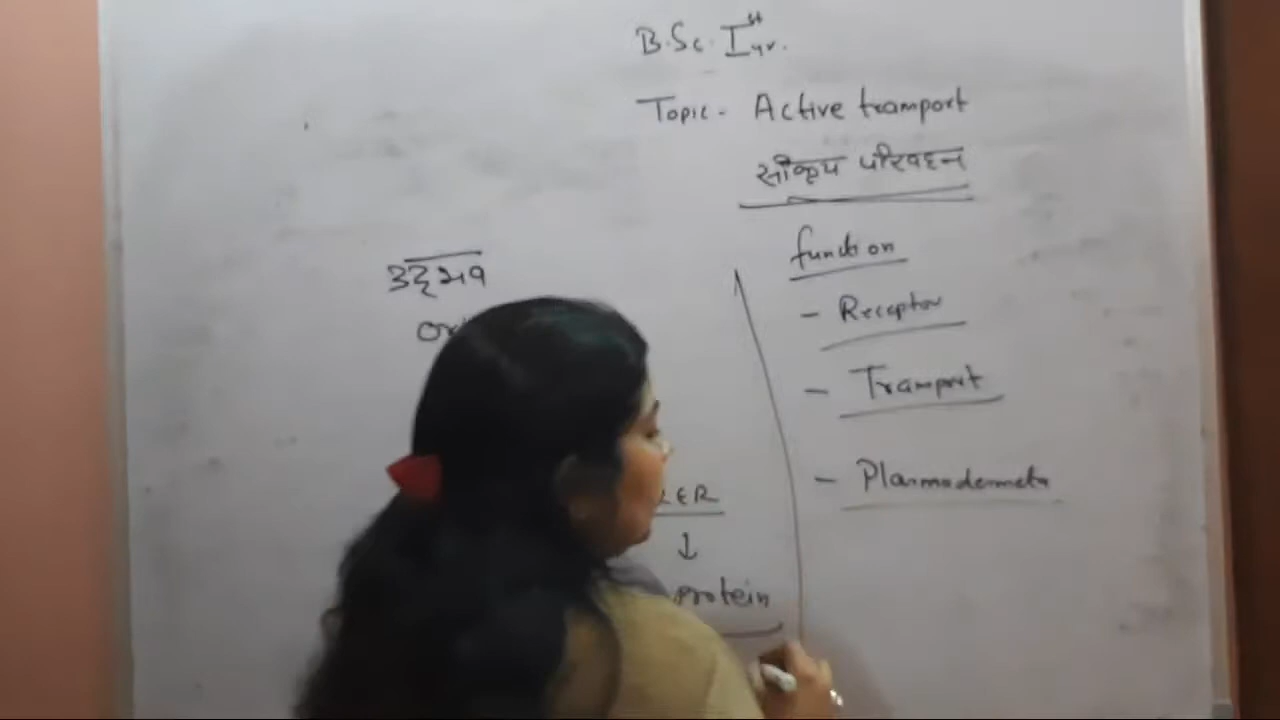 B.Sc. Ist yr.
Topic - Active transport
सक्रिय परिवहन
function
- Receptor
- Transport
- Plasmodesmata
उद्भव
ER
↓
protein